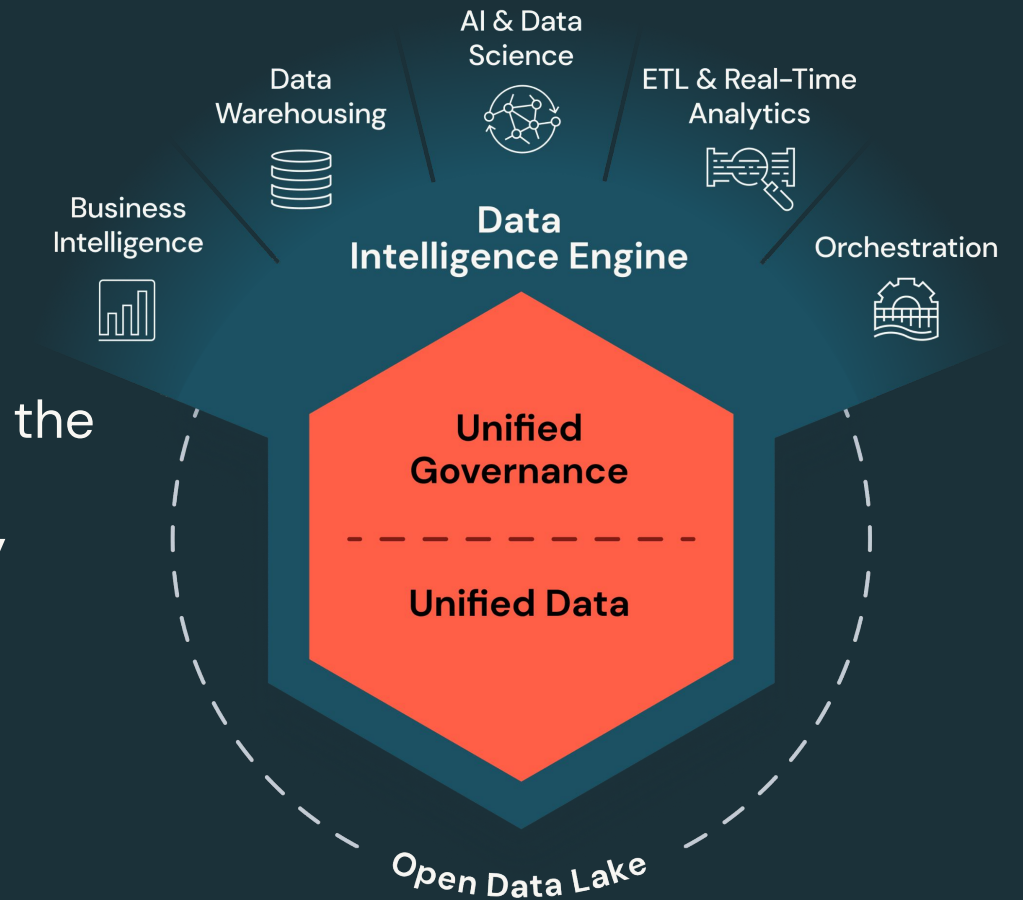 AI & Data
Science
Data
Warehousing
ETL & Real-Time
Analytics
Business
Intelligence
Data
Intelligence Engine
Orchestration
the
Unified
Governance
Unified Data
Open Data Lake